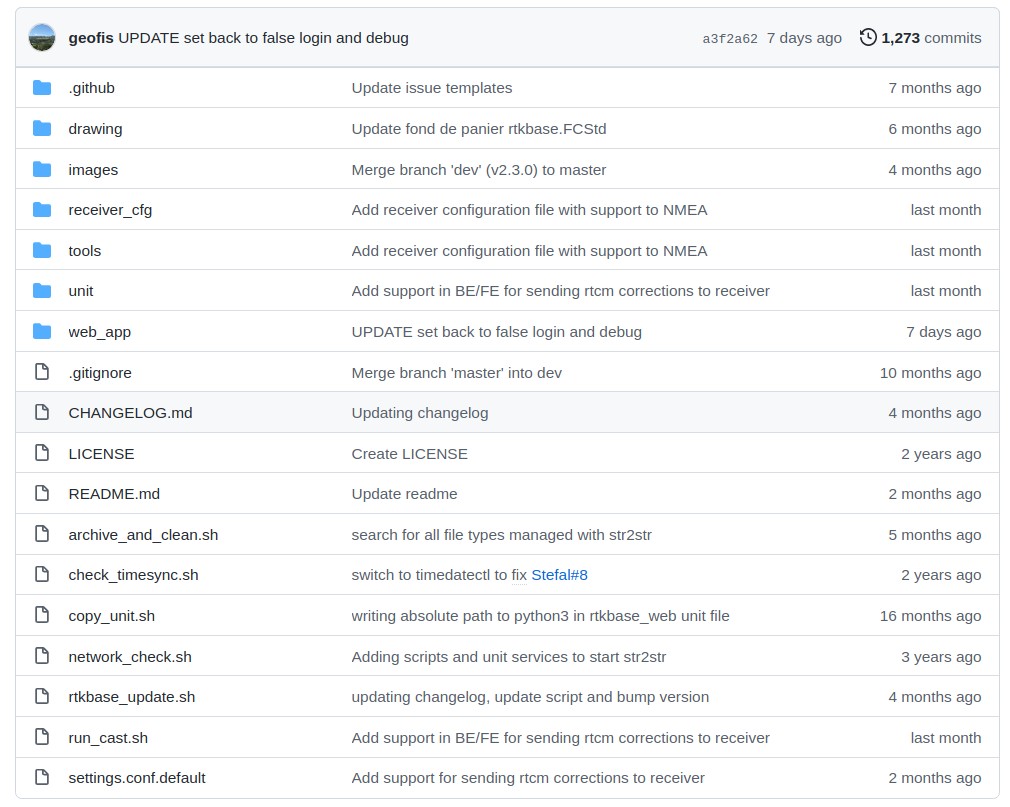 geofis UPDATE set back to false login and debug a3f2a62 7 days ago 1,273 commits
.github Update issue templates 7 months ago
drawing Update fond de panier rtkbase.FCStd 6 months ago
images Merge branch 'dev' (v2.3.0) to master 4 months ago
receiver_cfg Add receiver configuration file with support to NMEA last month
tools Add receiver configuration file with support to NMEA last month
unit Add support in BE/FE for sending rtcm corrections to receiver last month
web_app UPDATE set back to false login and debug 7 days ago
.gitignore Merge branch 'master' into dev 10 months ago
CHANGELOG.md Updating changelog 4 months ago
LICENSE Create LICENSE 2 years ago
README.md Update readme 2 months ago
archive_and_clean.sh search for all file types managed with str2str 5 months ago
check_timesync.sh switch to timedatectl to fix Stefal#8 2 years ago
copy_unit.sh writing absolute path to python3 in rtkbase_web unit file 16 months ago
network_check.sh Adding scripts and unit services to start str2str 3 years ago
rtkbase_update.sh updating changelog, update script and bump version 4 months ago
run_cast.sh Add support in BE/FE for sending rtcm corrections to receiver last month
settings.conf.default Add support for sending rtcm corrections to receiver 2 months ago